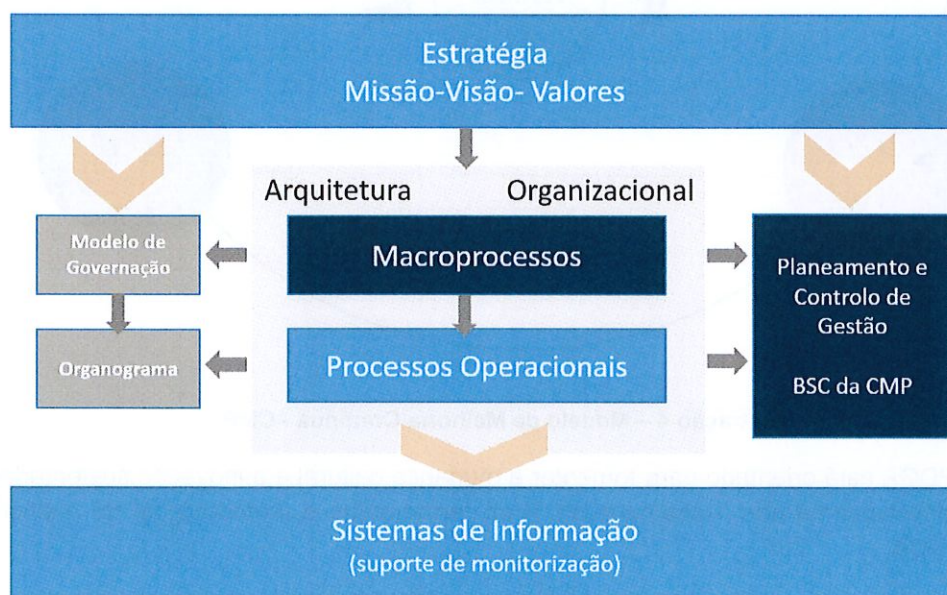 Estratégia
Missão-Visão- Valores
Arquitetura Organizacional
Modelo de
Governação
Macroprocessos
Planeamento e
Controlo de
Gestão
BSC da CMP
Organograma
Processos Operacionais
Sistemas de Informação
(suporte de monitorização)